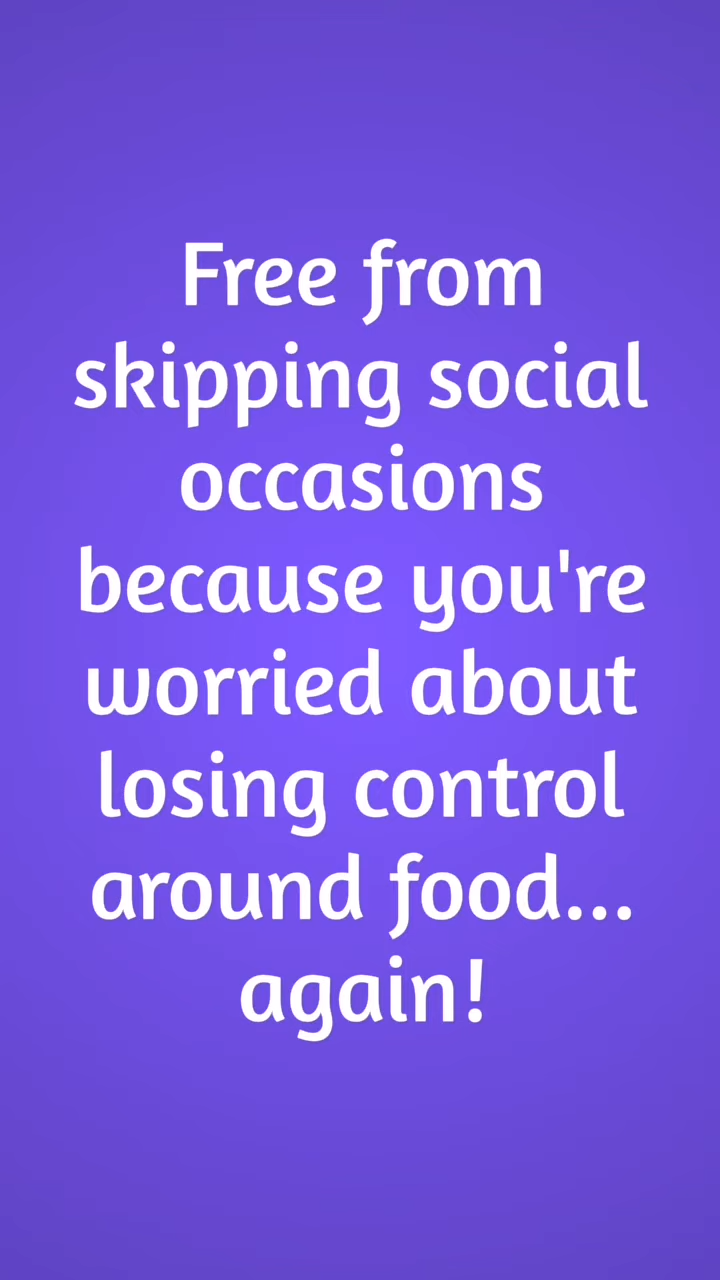 Free from
skipping social
occasions
because you're
worried about
losing control
around food...
again!